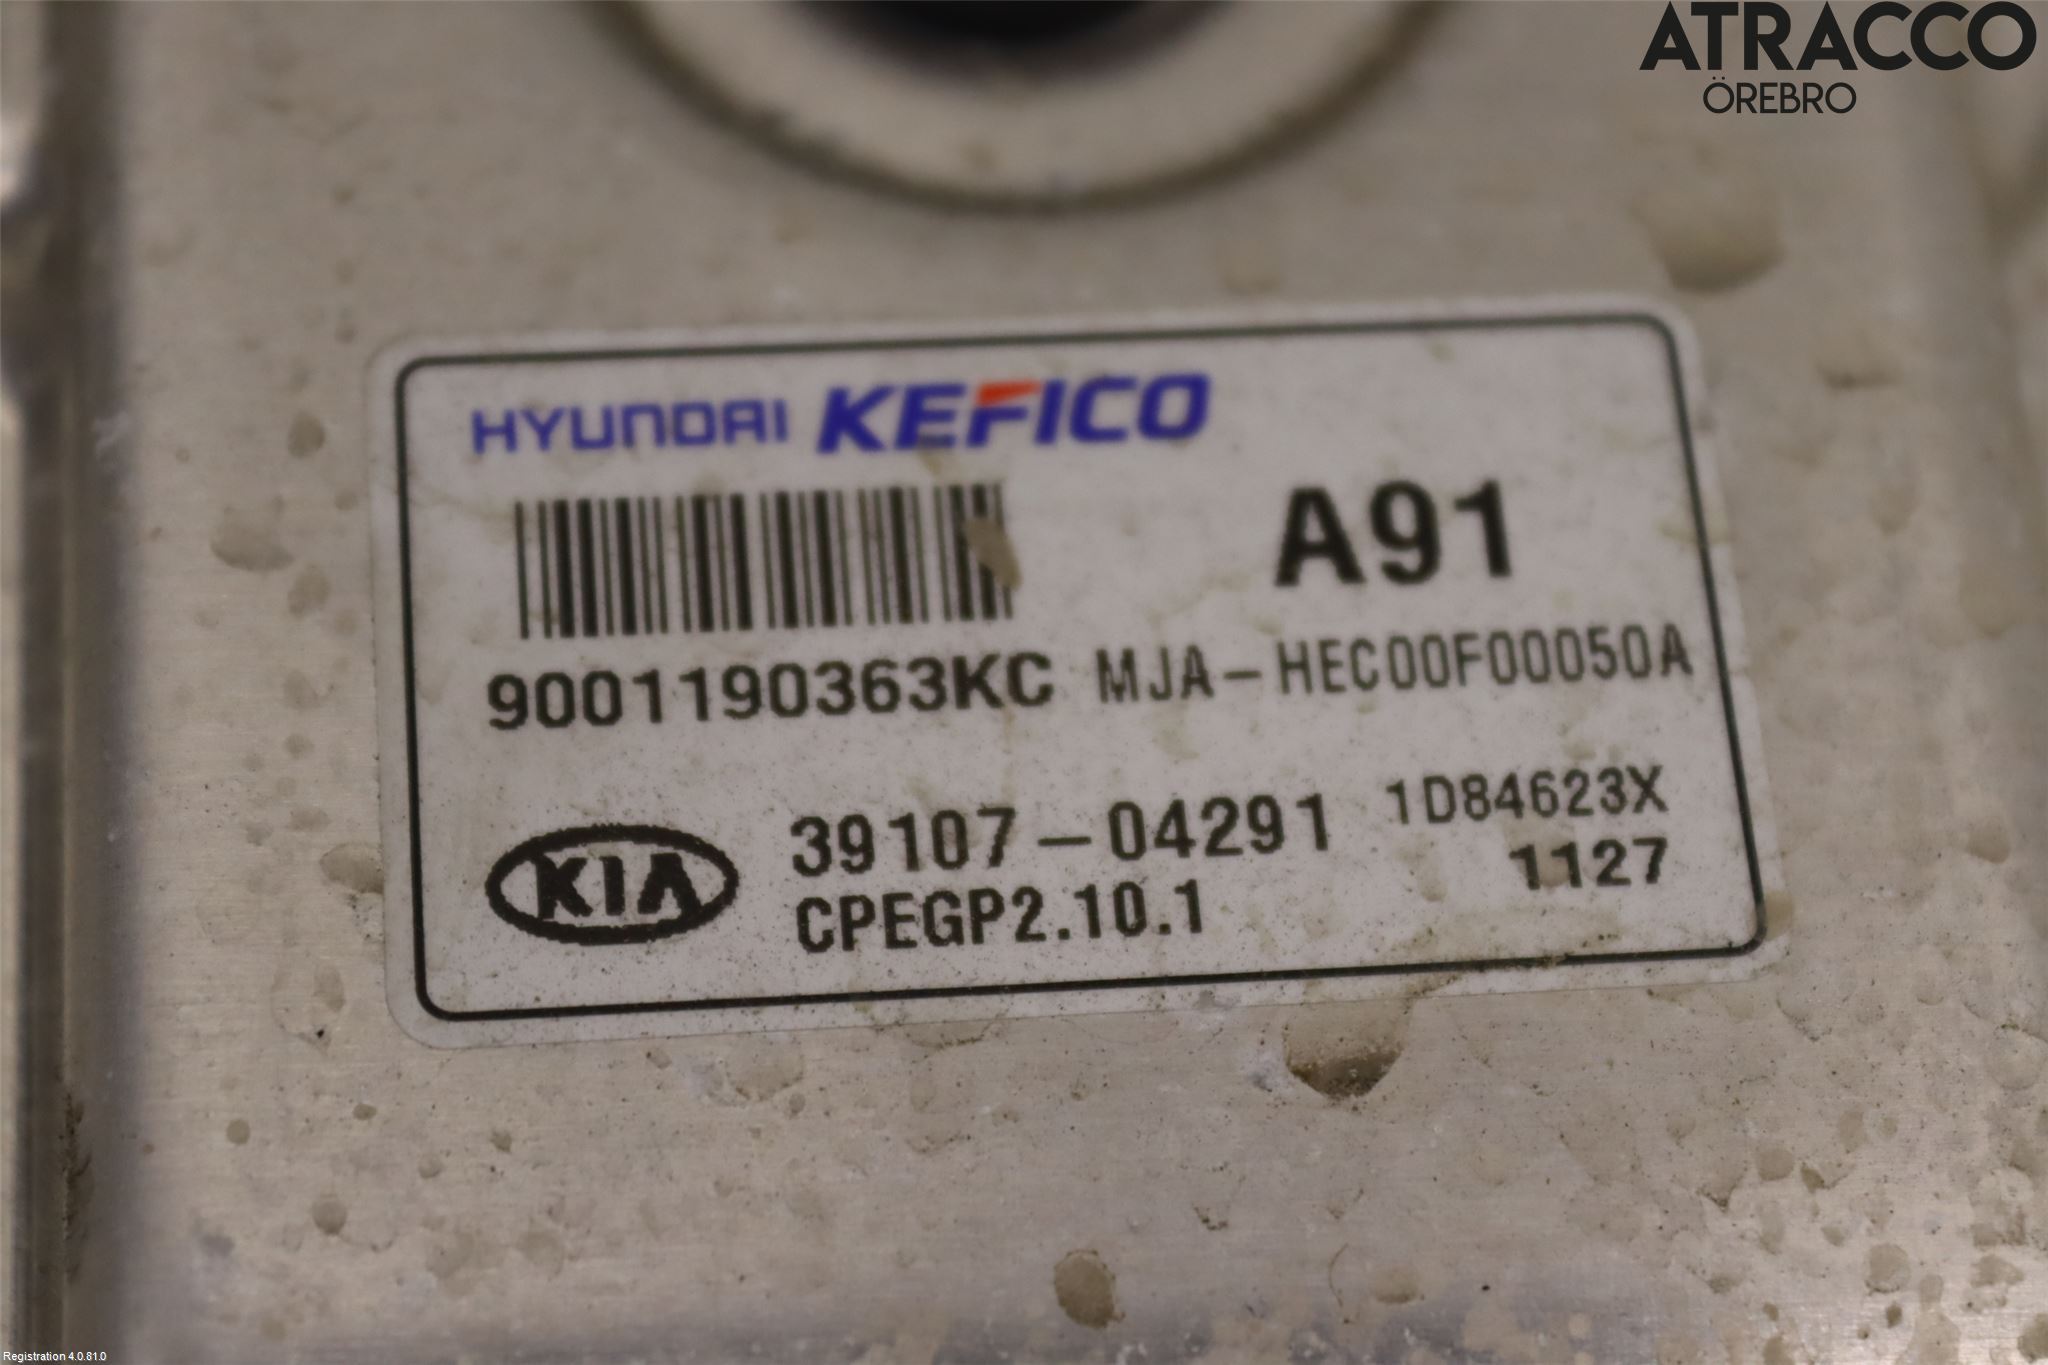 ATRACCO
ÖREBRO
HYUNDAI KEFICO
A91
9001190363KC MJA-HEC00F00050A
KIA 39107-04291 1D84623X
CPEGP2.10.1 1127
Registration 4.0.81.0